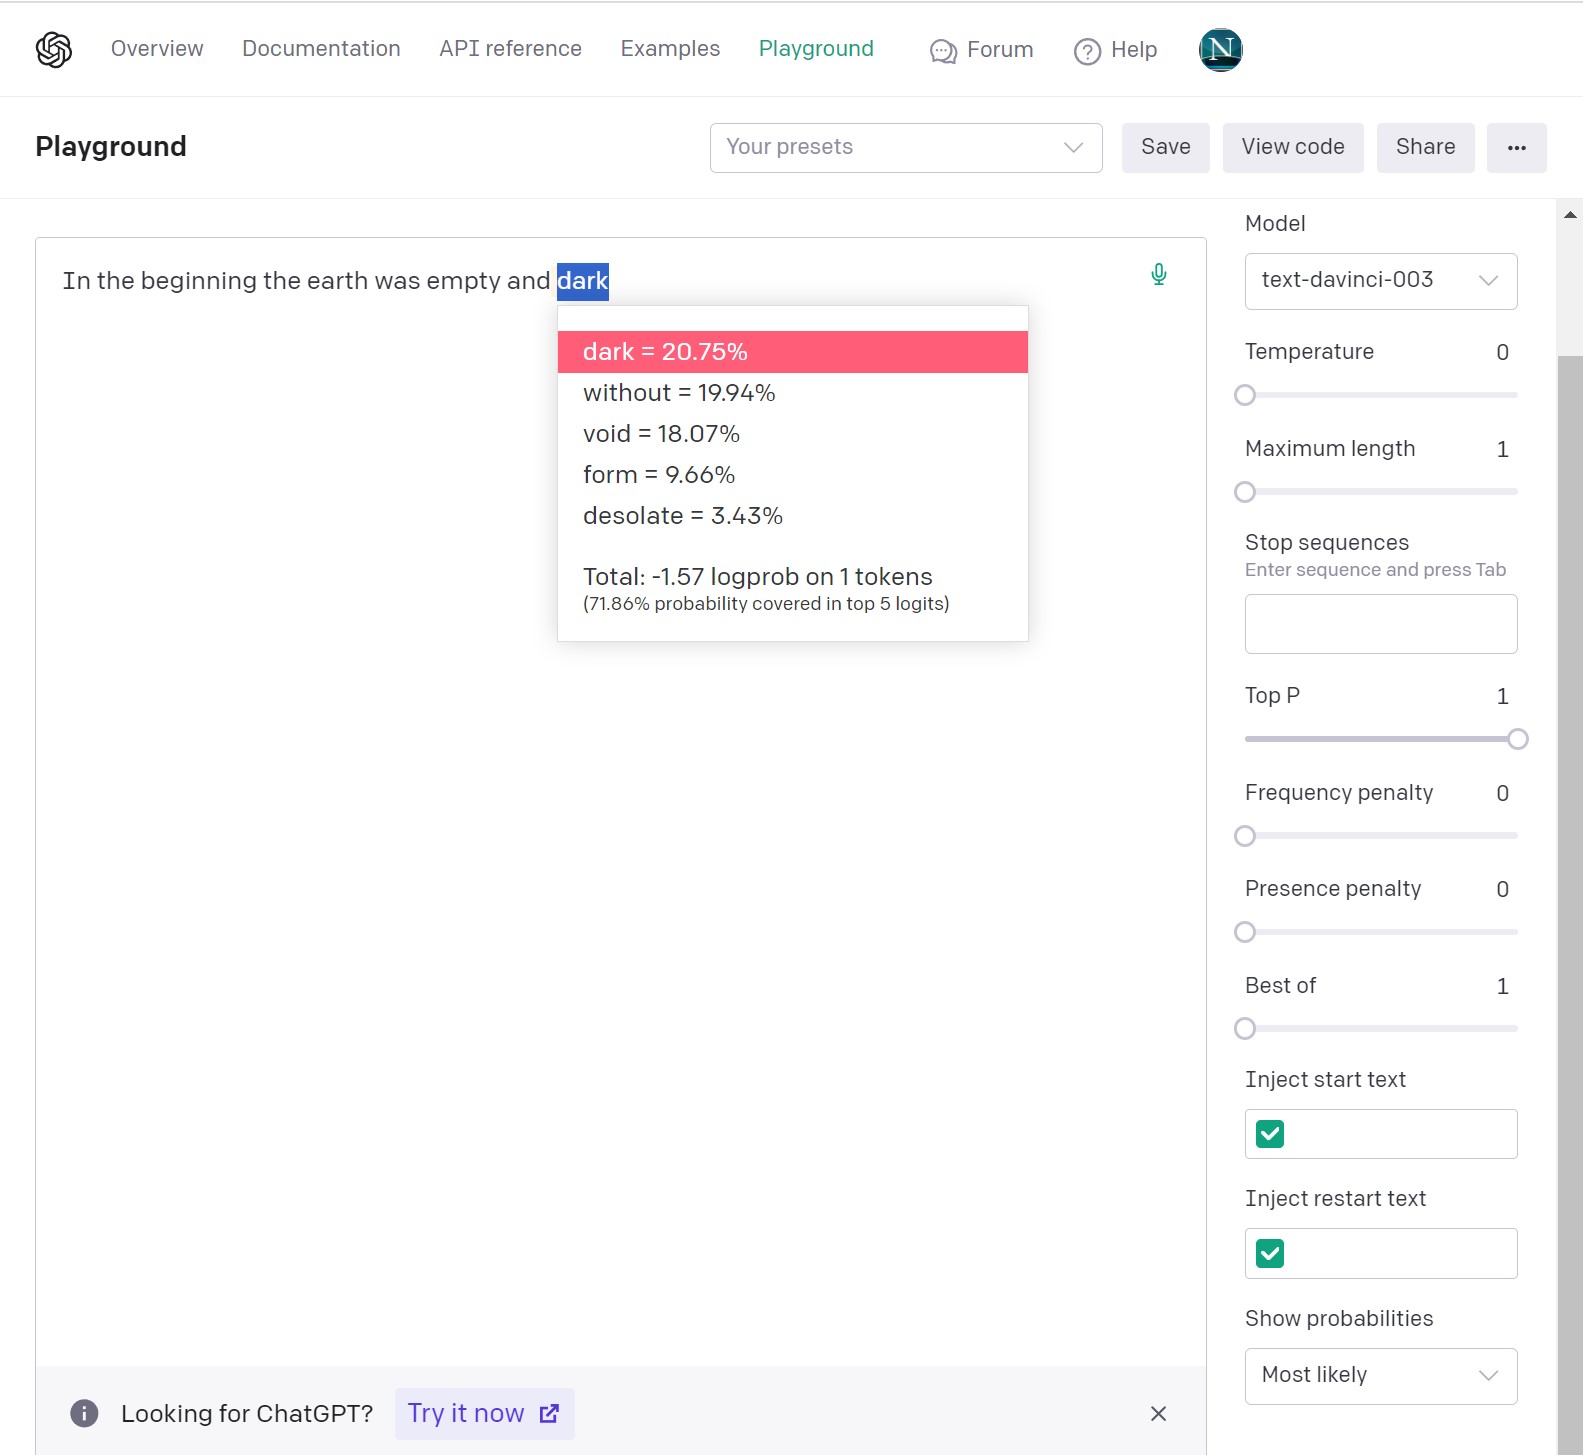 Overview Documentation API reference Examples Playground Forum Help N
Playground
Your presets Save View code Share ...
In the beginning the earth was empty and dark
dark = 20.75%
without = 19.94%
void = 18.07%
form = 9.66%
desolate = 3.43%
Total: -1.57 logprob on 1 tokens
(71.86% probability covered in top 5 logits)
Model
text-davinci-003
Temperature 0
Maximum length 1
Stop sequences
Enter sequence and press Tab
Top P 1
Frequency penalty 0
Presence penalty 0
Best of 1
Inject start text
Inject restart text
Show probabilities
Most likely
Looking for ChatGPT? Try it now